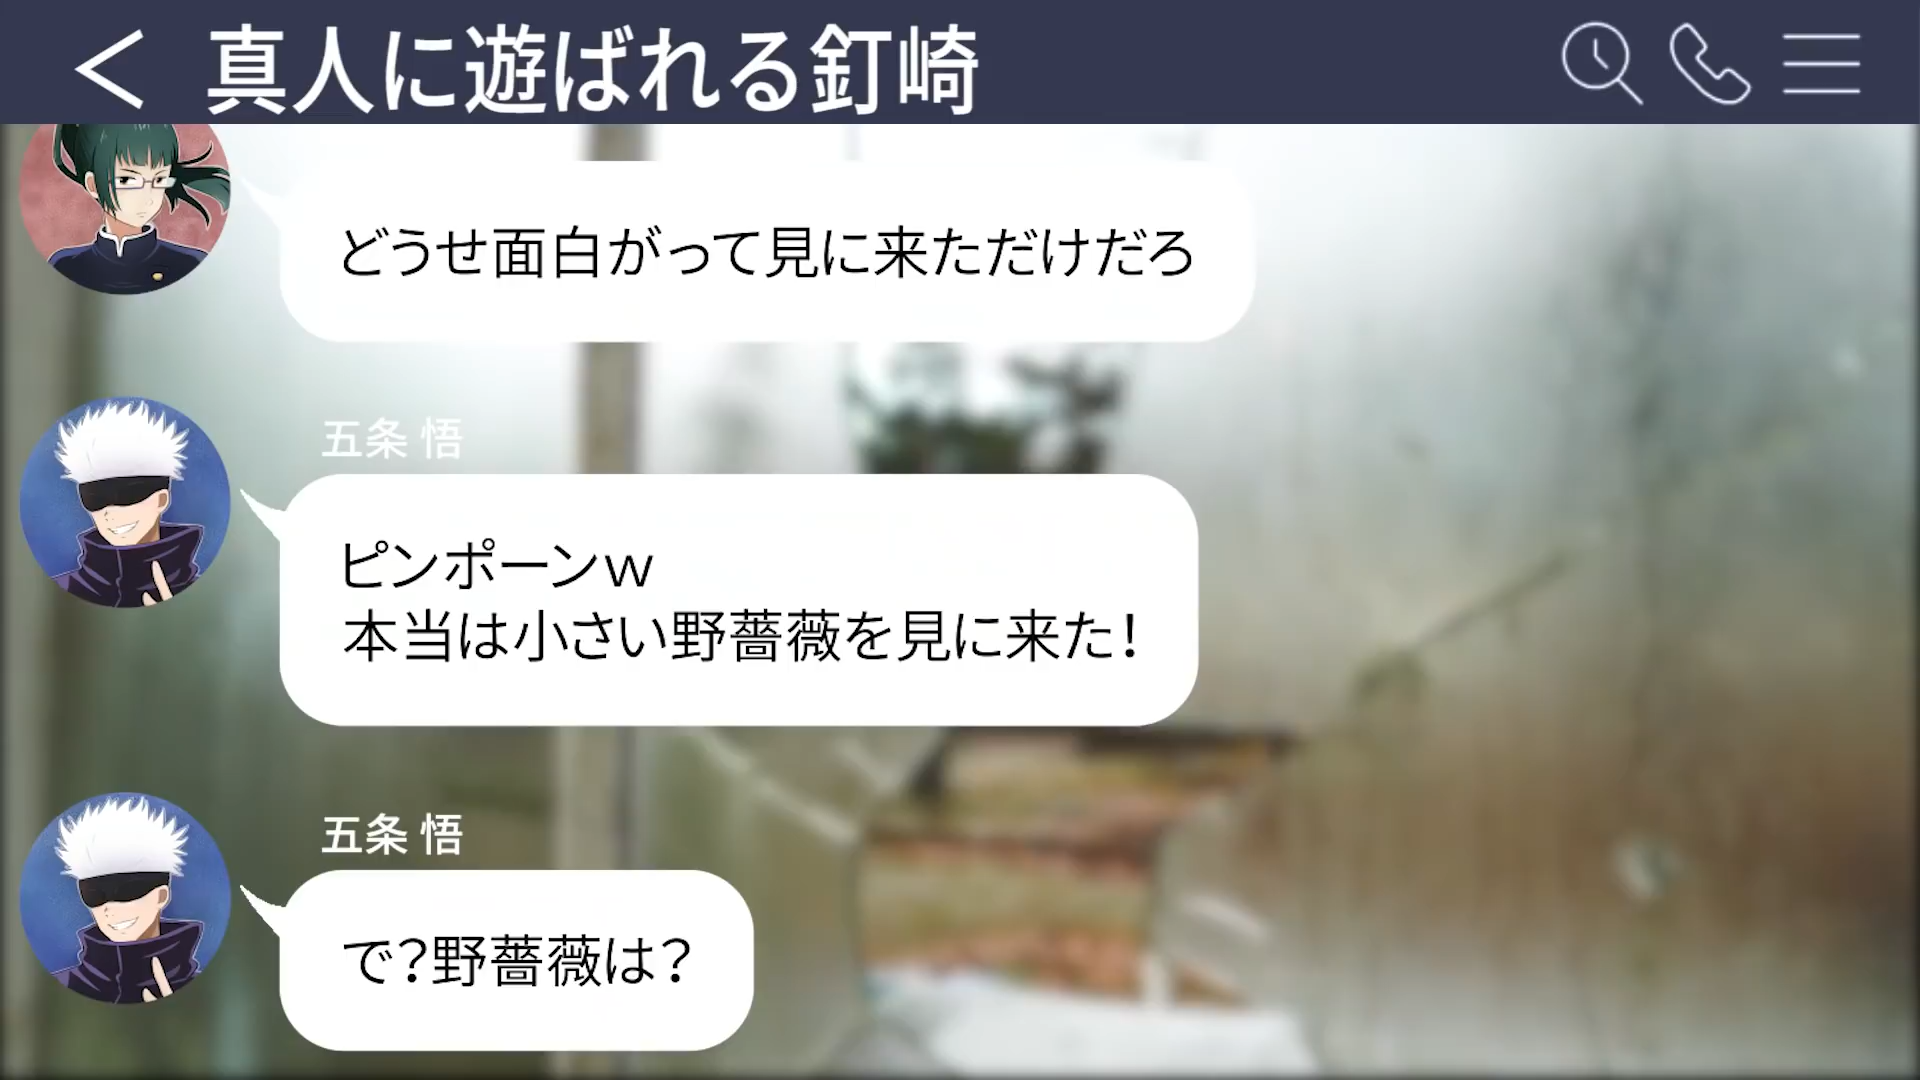 真人に遊ばれる釘崎
どうせ面白がって見に来ただけだろ
五条 悟
ピンポーンｗ
本当は小さい野薔薇を見に来た！
五条 悟
で？野薔薇は？